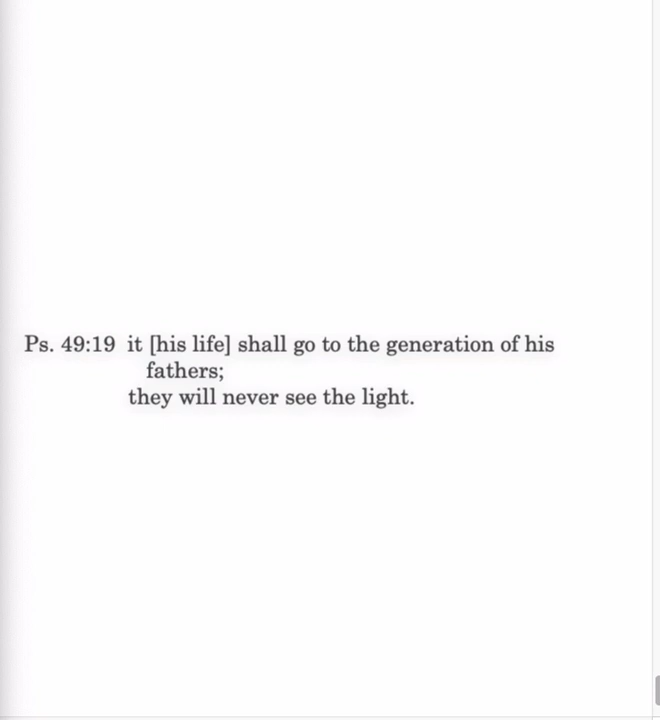 Ps. 49:19 it [his life] shall go to the generation of his
fathers;
they will never see the light.